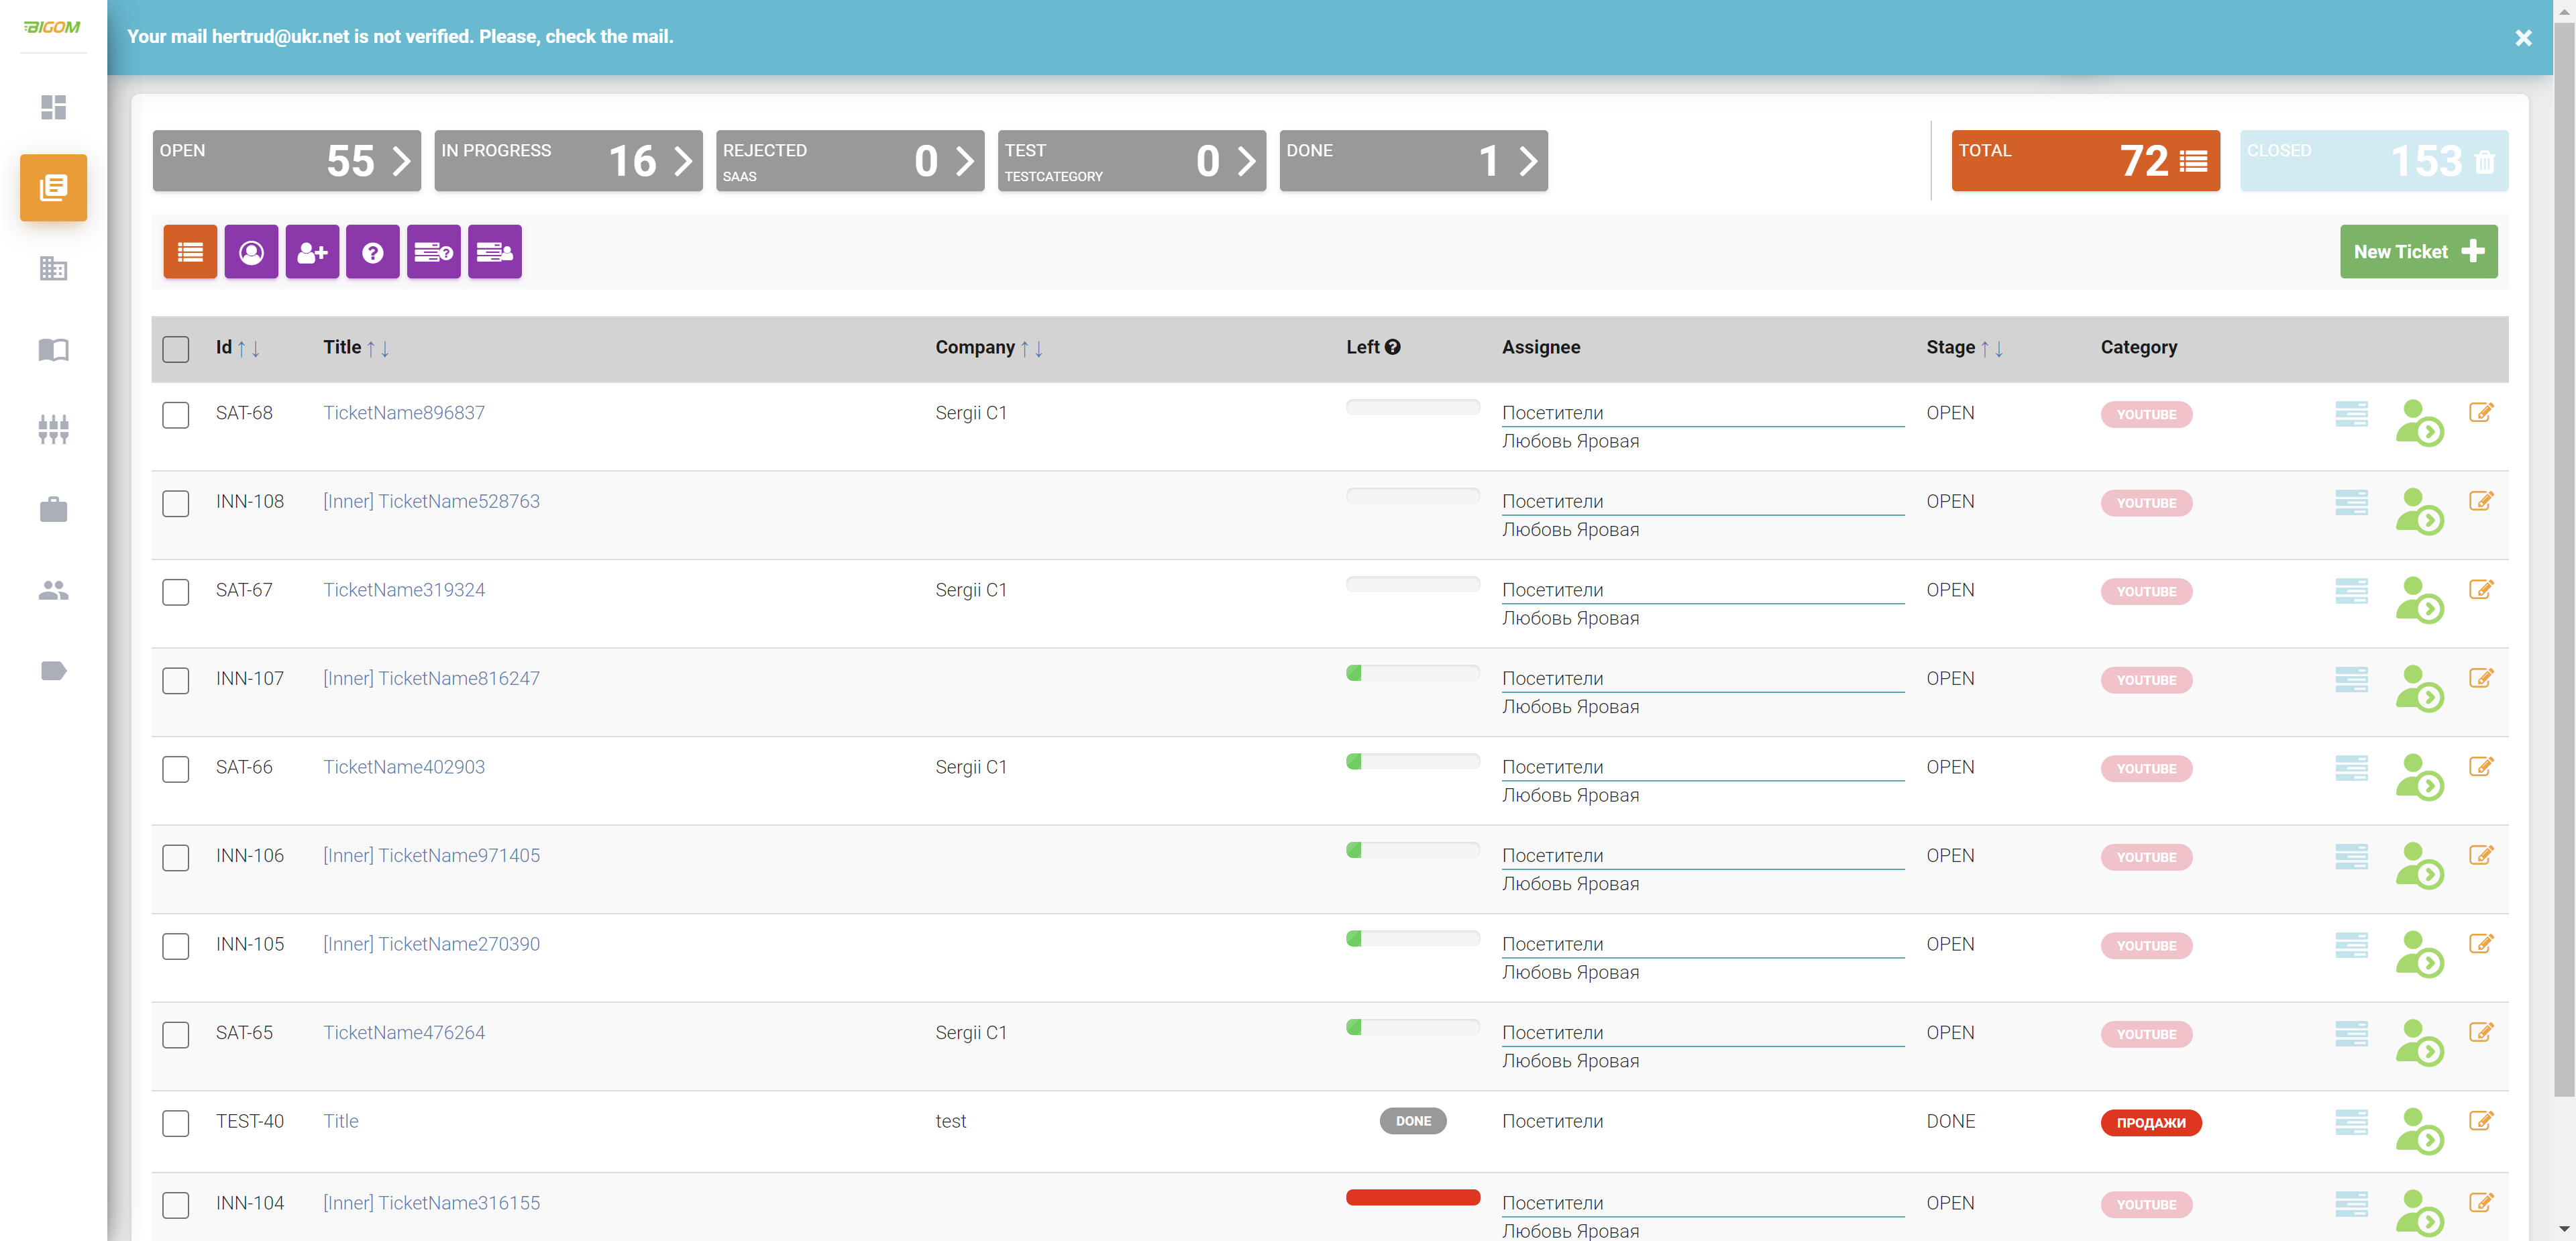 BIGOM
Your mail hertrud@ukr.net is not verified. Please, check the mail.
OPEN 55
IN PROGRESS 16
REJECTED 0
SAAS
TEST 0
TESTCATEGORY
DONE 1
TOTAL 72
CLOSED 153
New Ticket
Id Title Company Left Assignee Stage Category
SAT-68 TicketName896837 Sergii C1 Посетители OPEN YOUTUBE
Любовь Яровая
INN-108 [Inner] TicketName528763 Посетители OPEN YOUTUBE
Любовь Яровая
SAT-67 TicketName319324 Sergii C1 Посетители OPEN YOUTUBE
Любовь Яровая
INN-107 [Inner] TicketName816247 Посетители OPEN YOUTUBE
Любовь Яровая
SAT-66 TicketName402903 Sergii C1 Посетители OPEN YOUTUBE
Любовь Яровая
INN-106 [Inner] TicketName971405 Посетители OPEN YOUTUBE
Любовь Яровая
INN-105 [Inner] TicketName270390 Посетители OPEN YOUTUBE
Любовь Яровая
SAT-65 TicketName476264 Sergii C1 Посетители OPEN YOUTUBE
Любовь Яровая
TEST-40 Title test DONE Посетители DONE ПРОДАЖИ
INN-104 [Inner] TicketName316155 Посетители OPEN YOUTUBE
Любовь Яровая